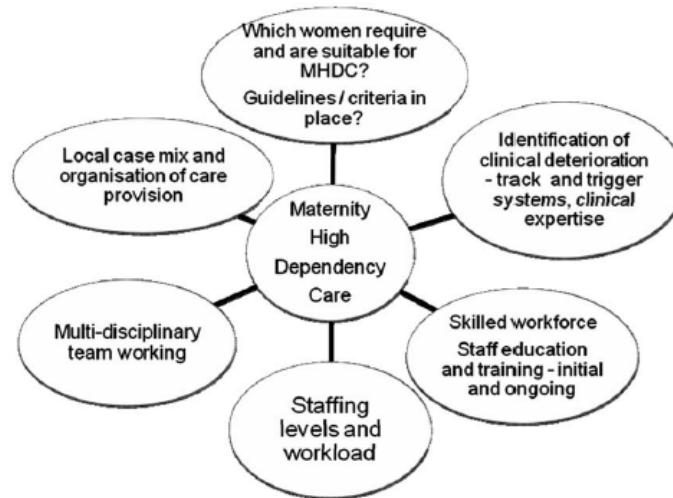 Which women require
and are suitable for
MHDC?
Guidelines / criteria in
place?
Identification of
clinical deterioration
- track and trigger
systems, clinical
expertise
Local case mix and
organisation of care
provision
Maternity
High
Dependency
Care
Multi-disciplinary
team working
Skilled workforce
Staff education
and training - initial
and ongoing
Staffing
levels and
workload